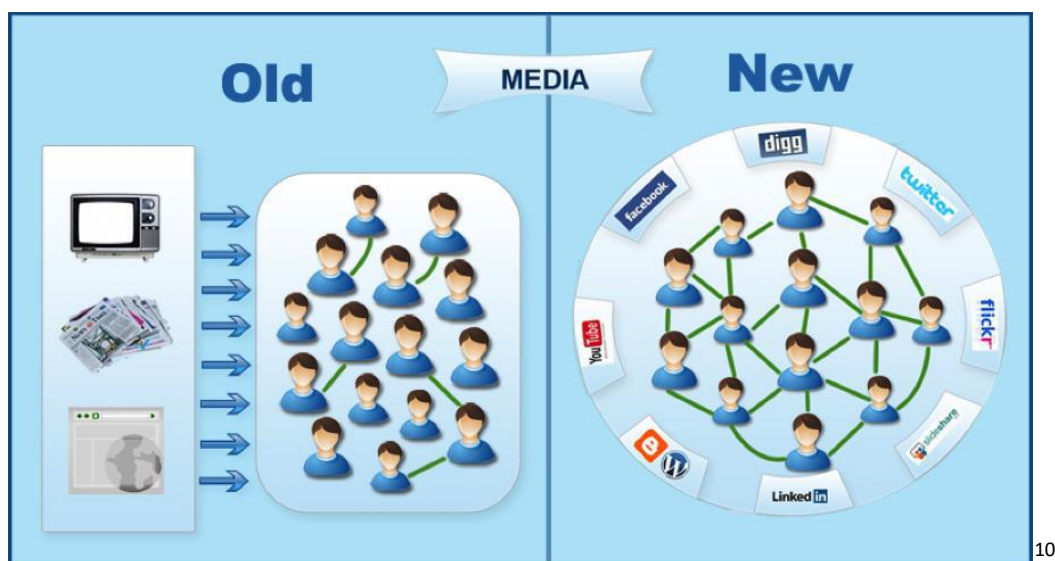 Old
MEDIA
New
digg
facebook
twitter
YouTube
flickr
slideshare
Linked in
10